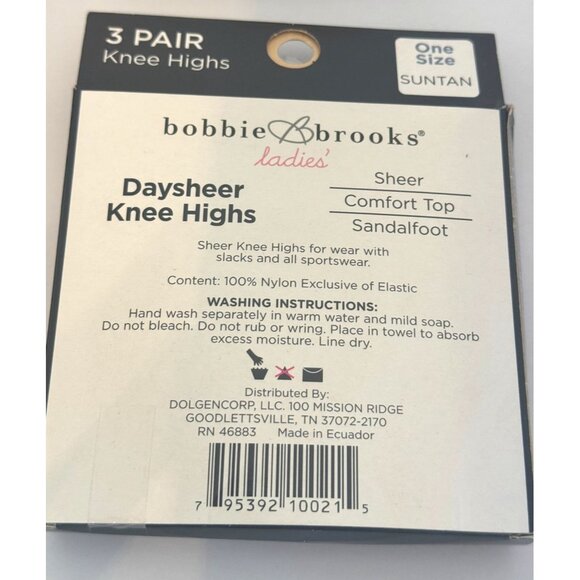 3 PAIR
Knee Highs
One
Size
SUNTAN
bobbie B brooks®
ladies'
Daysheer
Knee Highs
Sheer
Comfort Top
Sandalfoot
Sheer Knee Highs for wear with
slacks and all sportswear.
Content: 100% Nylon Exclusive of Elastic
WASHING INSTRUCTIONS:
Hand wash separately in warm water and mild soap.
Do not bleach. Do not rub or wring. Place in towel to absorb
excess moisture. Line dry.
Distributed By:
DOLGENCORP, LLC. 100 MISSION RIDGE
GOODLETTSVILLE, TN 37072-2170
RN 46883 Made in Ecuador
7 95392 10021 5